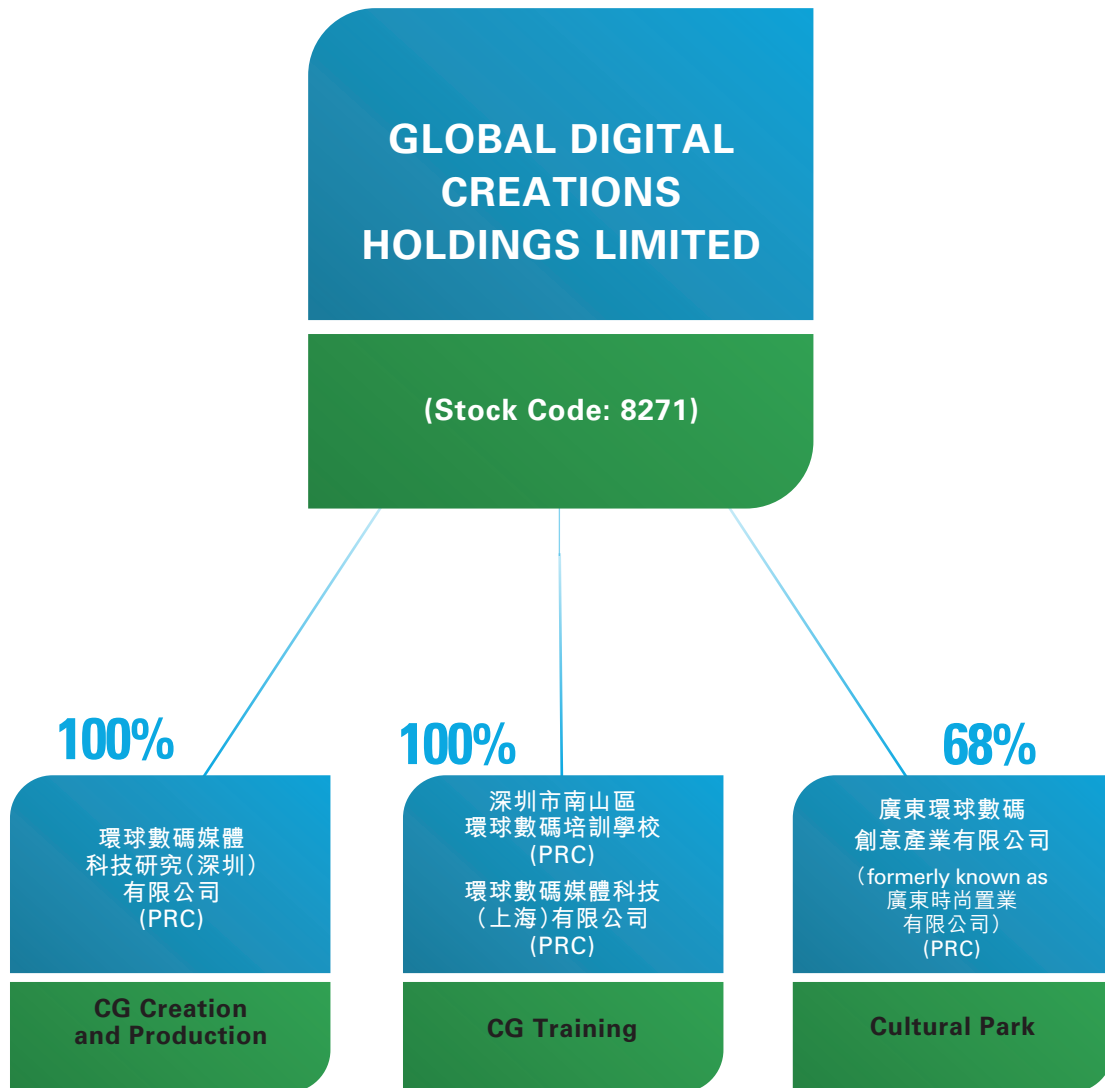 GLOBAL DIGITAL
CREATIONS
HOLDINGS LIMITED
(Stock Code: 8271)
100%
環球數碼媒體
科技研究（深圳）
有限公司
(PRC)
CG Creation
and Production
100%
深圳市南山區
環球數碼培訓學校
(PRC)
環球數碼媒體科技
（上海）有限公司
(PRC)
CG Training
68%
廣東環球數碼
創意產業有限公司
（formerly known as
廣東時尚置業
有限公司）
(PRC)
Cultural Park